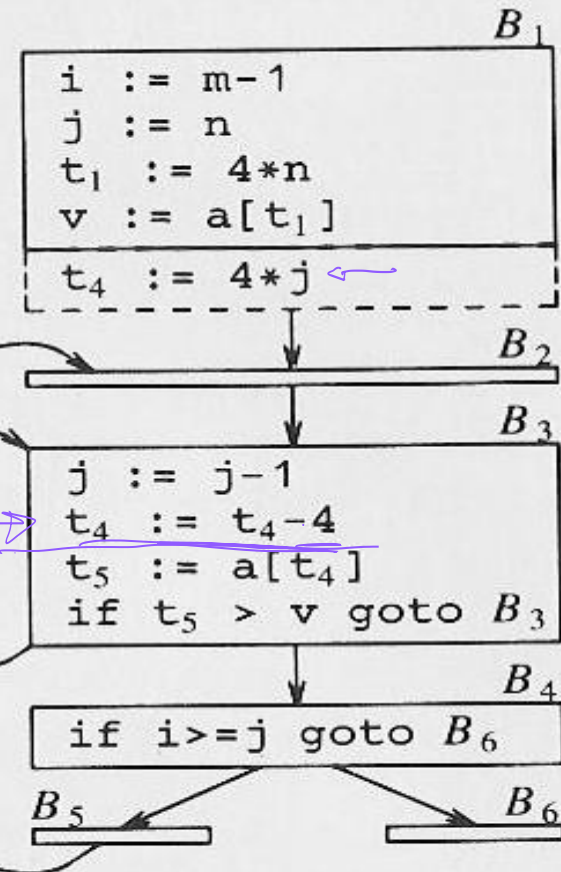 B₁
i := m-1
j := n
t₁ := 4*n
v := a[t₁]
t₄ := 4*j
B₂
B₃
j := j-1
t₄ := t₄-4
t₅ := a[t₄]
if t₅ > v goto B₃
B₄
if i>=j goto B₆
B₅ B₆